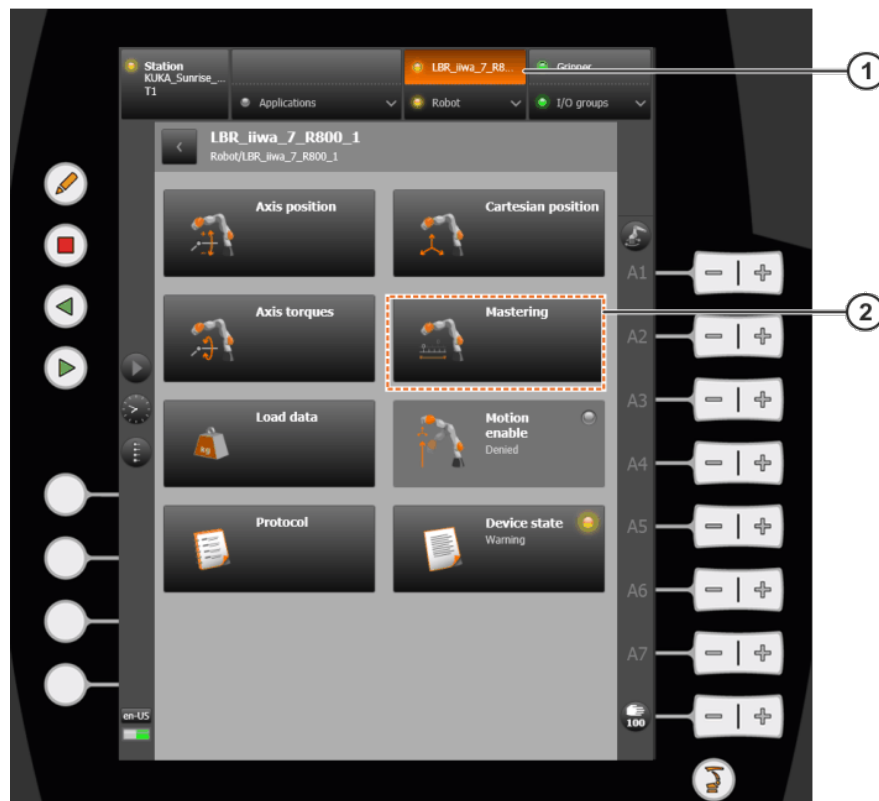 Station
KUKA_Sunrise_...
T1
Applications
LBR_iiwa_7_R8...
Robot
Gripper
I/O groups
1
LBR_iiwa_7_R800_1
Robot/LBR_iiwa_7_R800_1
Axis position
Cartesian position
Axis torques
Mastering
2
Load data
Motion
enable
Denied
Protocol
Device state
Warning
A1
A2
A3
A4
A5
A6
A7
en-US
100